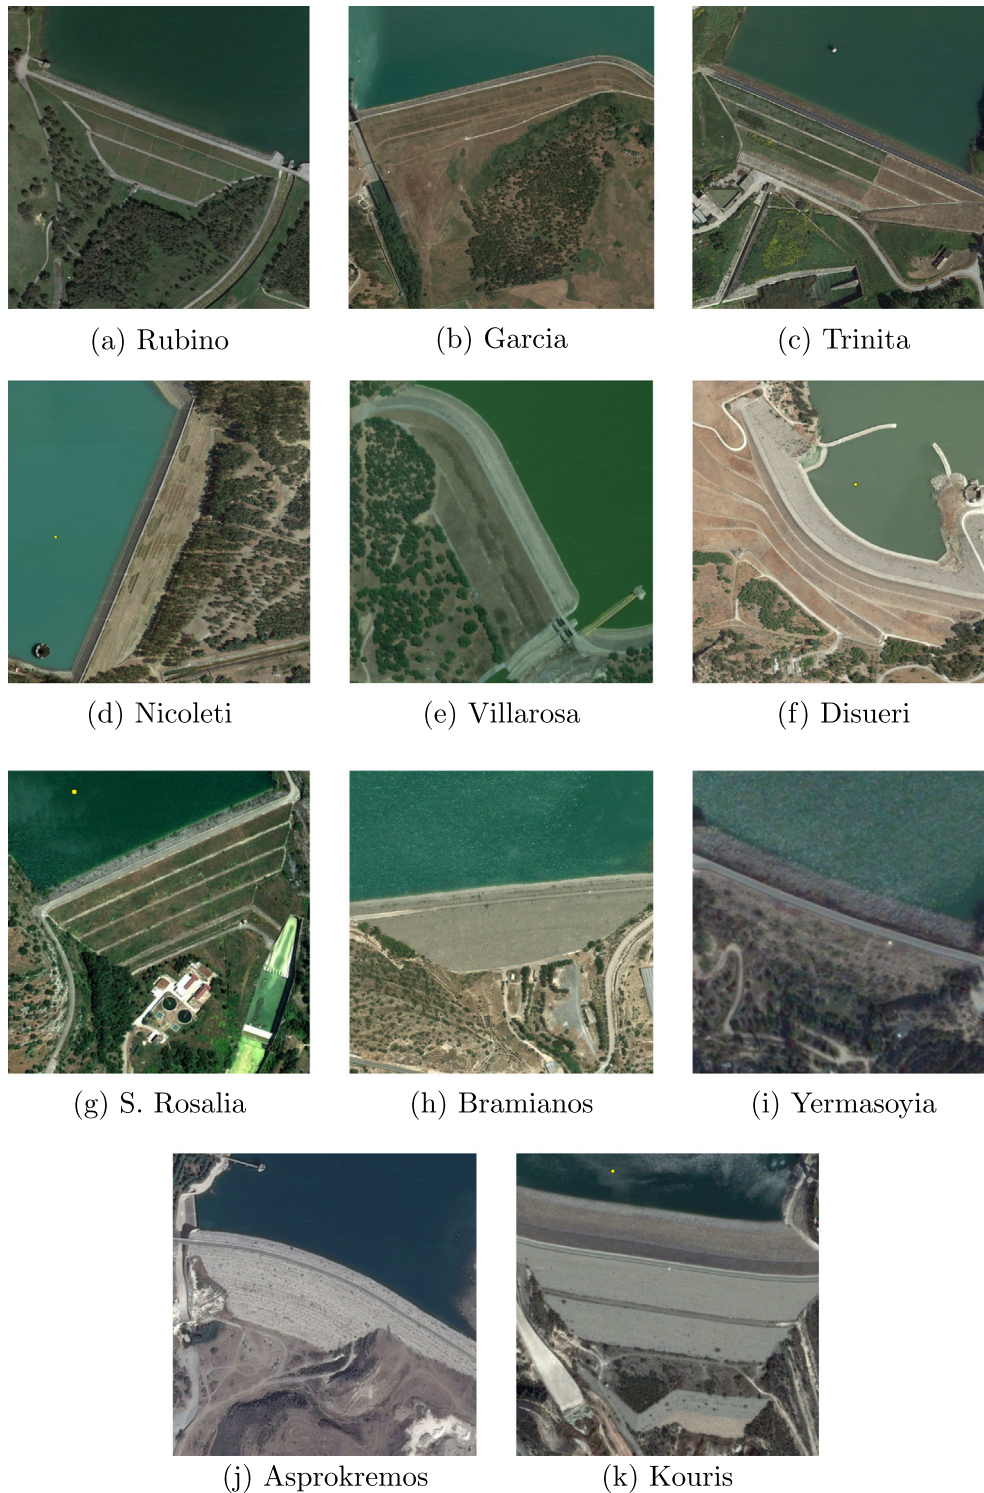 (a) Rubino
(b) Garcia
(c) Trinita
(d) Nicoleti
(e) Villarosa
(f) Disueri
(g) S. Rosalia
(h) Bramianos
(i) Yermasoyia
(j) Asprokremos
(k) Kouris